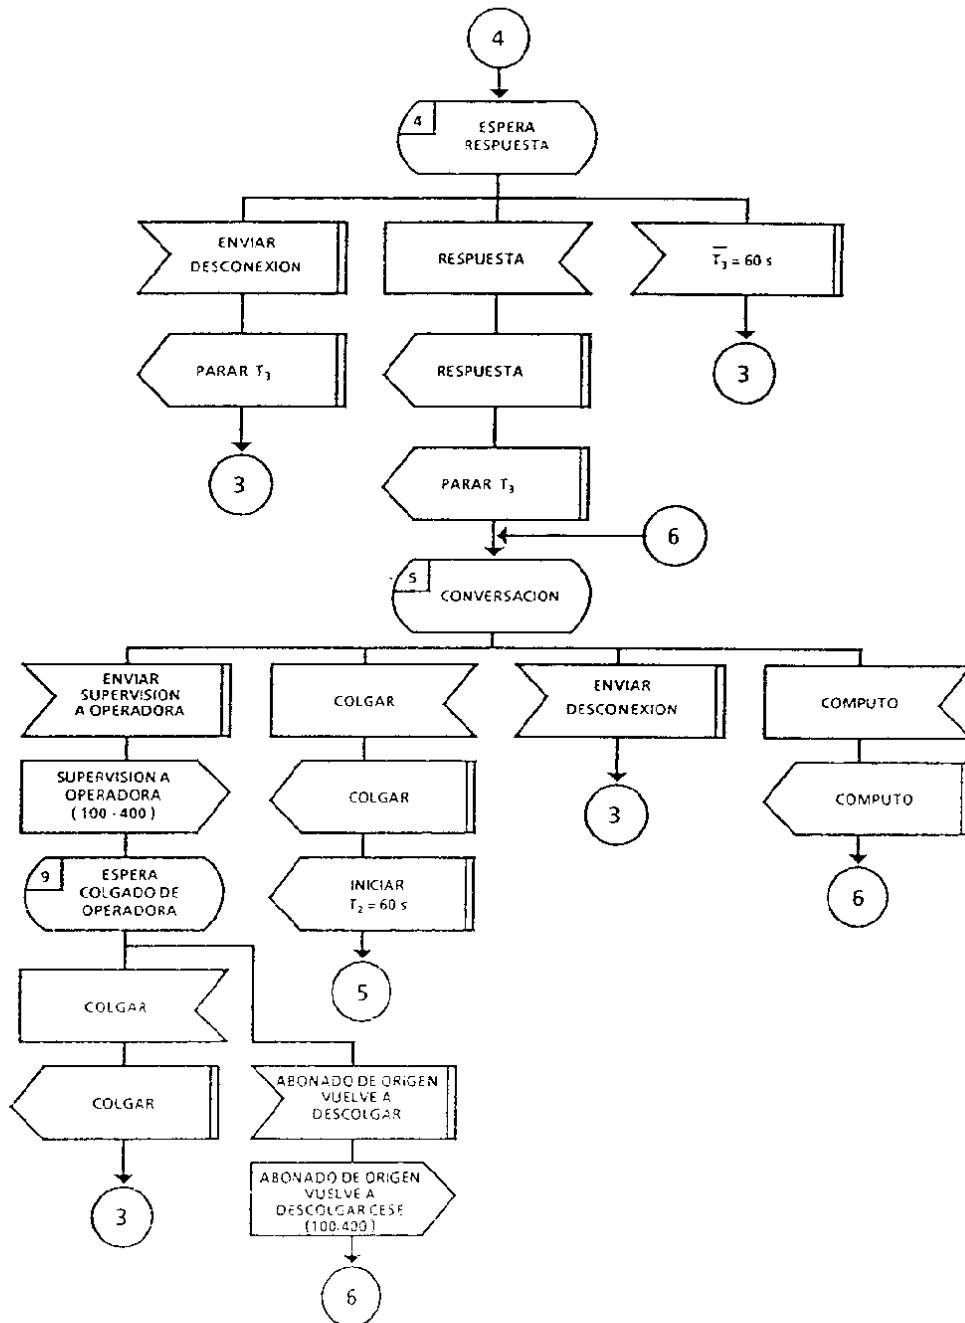 4
4
ESPERA
RESPUESTA
ENVIAR
DESCONEXION
RESPUESTA
T₃ = 60 s
PARAR T₃
RESPUESTA
3
3
PARAR T₃
6
5
CONVERSACION
ENVIAR
SUPERVISION
A OPERADORA
COLGAR
ENVIAR
DESCONEXION
COMPUTO
SUPERVISION A
OPERADORA
(100 - 400)
COLGAR
3
COMPUTO
9
ESPERA
COLGADO DE
OPERADORA
INICIAR
T₂ = 60 s
6
COLGAR
5
COLGAR
ABONADO DE ORIGEN
VUELVE A
DESCOLGAR
3
ABONADO DE ORIGEN
VUELVE A
DESCOLGAR CESE
(100-400)
6